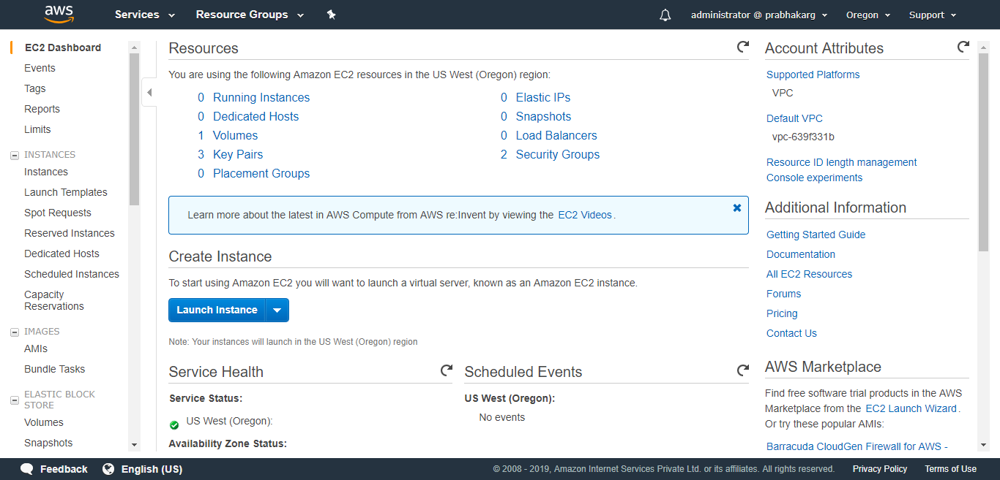 aws Services Resource Groups administrator @ prabhakarg Oregon Support
EC2 Dashboard
Events
Tags
Reports
Limits
INSTANCES
Instances
Launch Templates
Spot Requests
Reserved Instances
Dedicated Hosts
Scheduled Instances
Capacity
Reservations
IMAGES
AMIs
Bundle Tasks
ELASTIC BLOCK
STORE
Volumes
Snapshots
Resources
You are using the following Amazon EC2 resources in the US West (Oregon) region:
0 Running Instances
0 Dedicated Hosts
1 Volumes
3 Key Pairs
0 Placement Groups
0 Elastic IPs
0 Snapshots
0 Load Balancers
2 Security Groups
Learn more about the latest in AWS Compute from AWS re:Invent by viewing the EC2 Videos.
Create Instance
To start using Amazon EC2 you will want to launch a virtual server, known as an Amazon EC2 instance.
Launch Instance
Note: Your instances will launch in the US West (Oregon) region
Service Health
Service Status:
US West (Oregon):
Availability Zone Status:
Scheduled Events
US West (Oregon):
No events
Account Attributes
Supported Platforms
VPC
Default VPC
vpc-639f331b
Resource ID length management
Console experiments
Additional Information
Getting Started Guide
Documentation
All EC2 Resources
Forums
Pricing
Contact Us
AWS Marketplace
Find free software trial products in the AWS
Marketplace from the EC2 Launch Wizard.
Or try these popular AMIs:
Barracuda CloudGen Firewall for AWS -
Feedback English (US) © 2008 - 2019, Amazon Internet Services Private Ltd. or its affiliates. All rights reserved. Privacy Policy Terms of Use